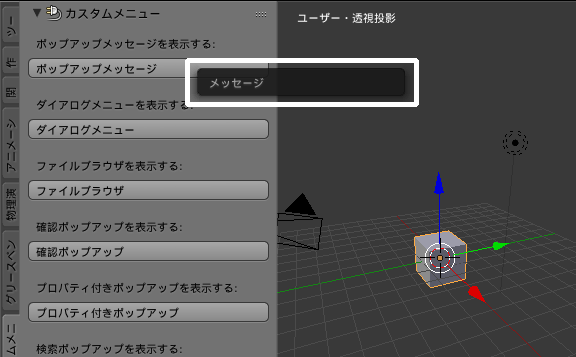 カスタムメニュー
ユーザー・透視投影
ポップアップメッセージを表示する:
ポップアップメッセージ
メッセージ
ダイアログメニューを表示する:
ダイアログメニュー
ファイルブラウザを表示する:
ファイルブラウザ
確認ポップアップを表示する:
確認ポップアップ
プロパティ付きポップアップを表示する:
プロパティ付きポップアップ
検索ポップアップを表示する:
ツー
作
関
アニメーシ
物理演
グリースペン
ムメニ